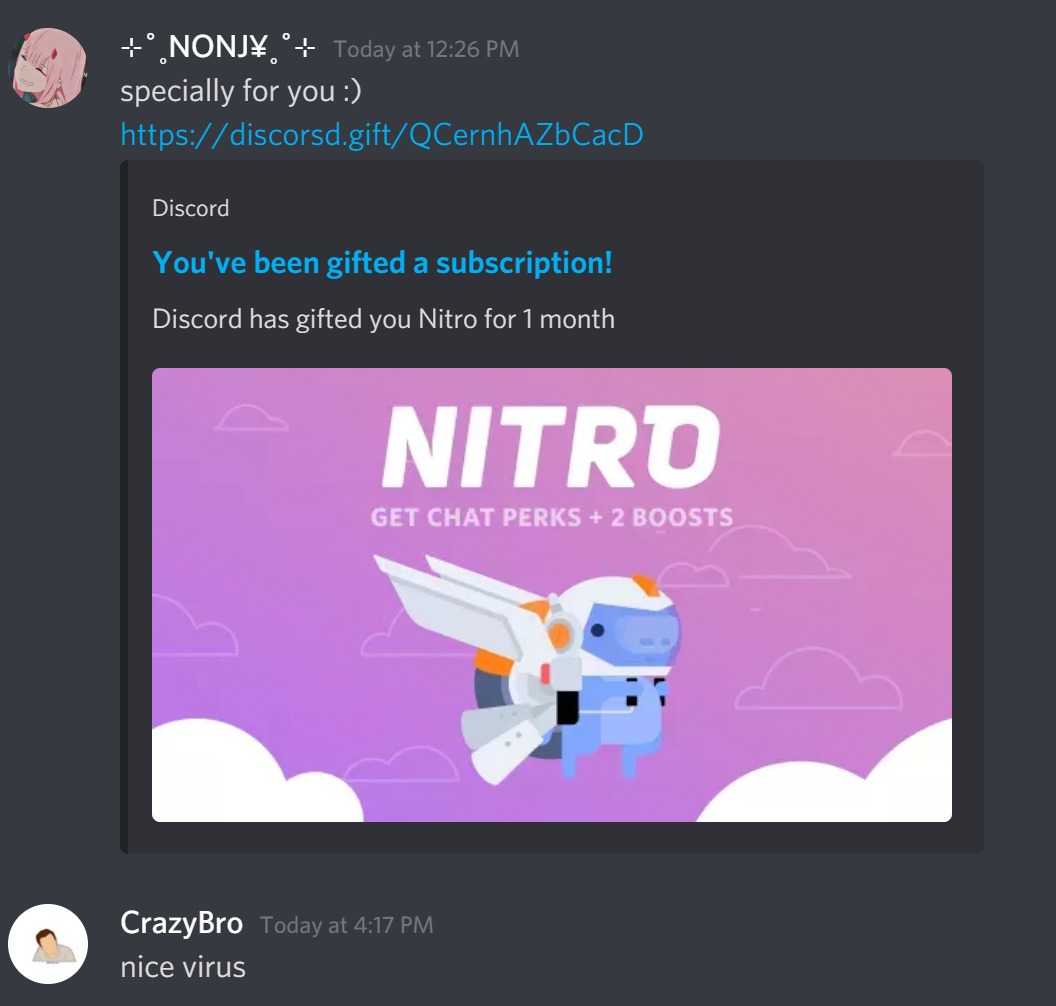 ⊹˚̥NONJ¥˳˚⊹ Today at 12:26 PM
specially for you :)
https://discorsd.gift/QCernhAZbCacD
Discord
You've been gifted a subscription!
Discord has gifted you Nitro for 1 month
NITRO
GET CHAT PERKS + 2 BOOSTS
CrazyBro Today at 4:17 PM
nice virus